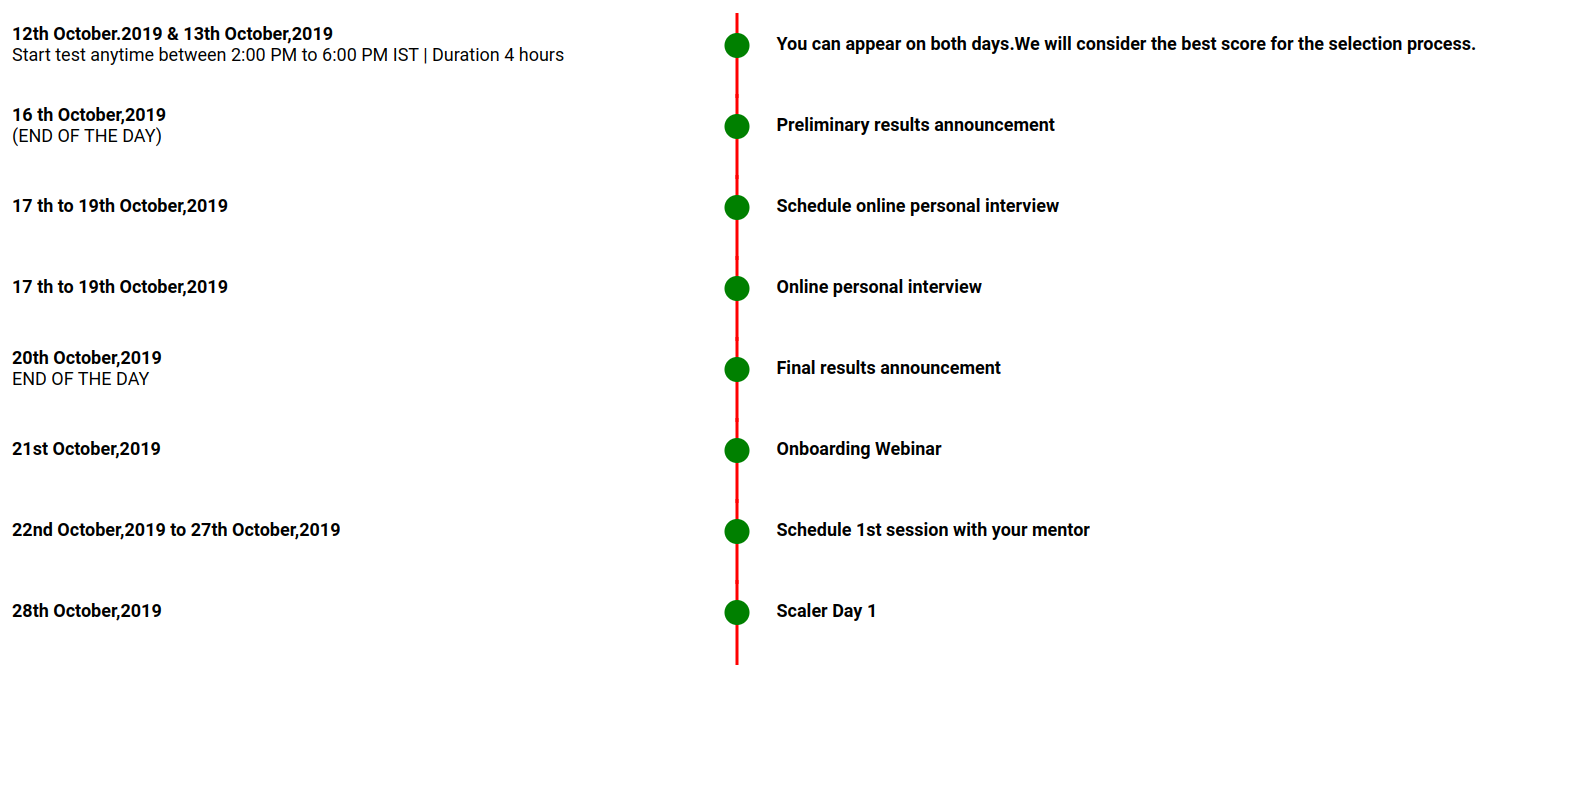 12th October.2019 & 13th October,2019
Start test anytime between 2:00 PM to 6:00 PM IST | Duration 4 hours
You can appear on both days.We will consider the best score for the selection process.
16 th October,2019
(END OF THE DAY)
Preliminary results announcement
17 th to 19th October,2019
Schedule online personal interview
17 th to 19th October,2019
Online personal interview
20th October,2019
END OF THE DAY
Final results announcement
21st October,2019
Onboarding Webinar
22nd October,2019 to 27th October,2019
Schedule 1st session with your mentor
28th October,2019
Scaler Day 1